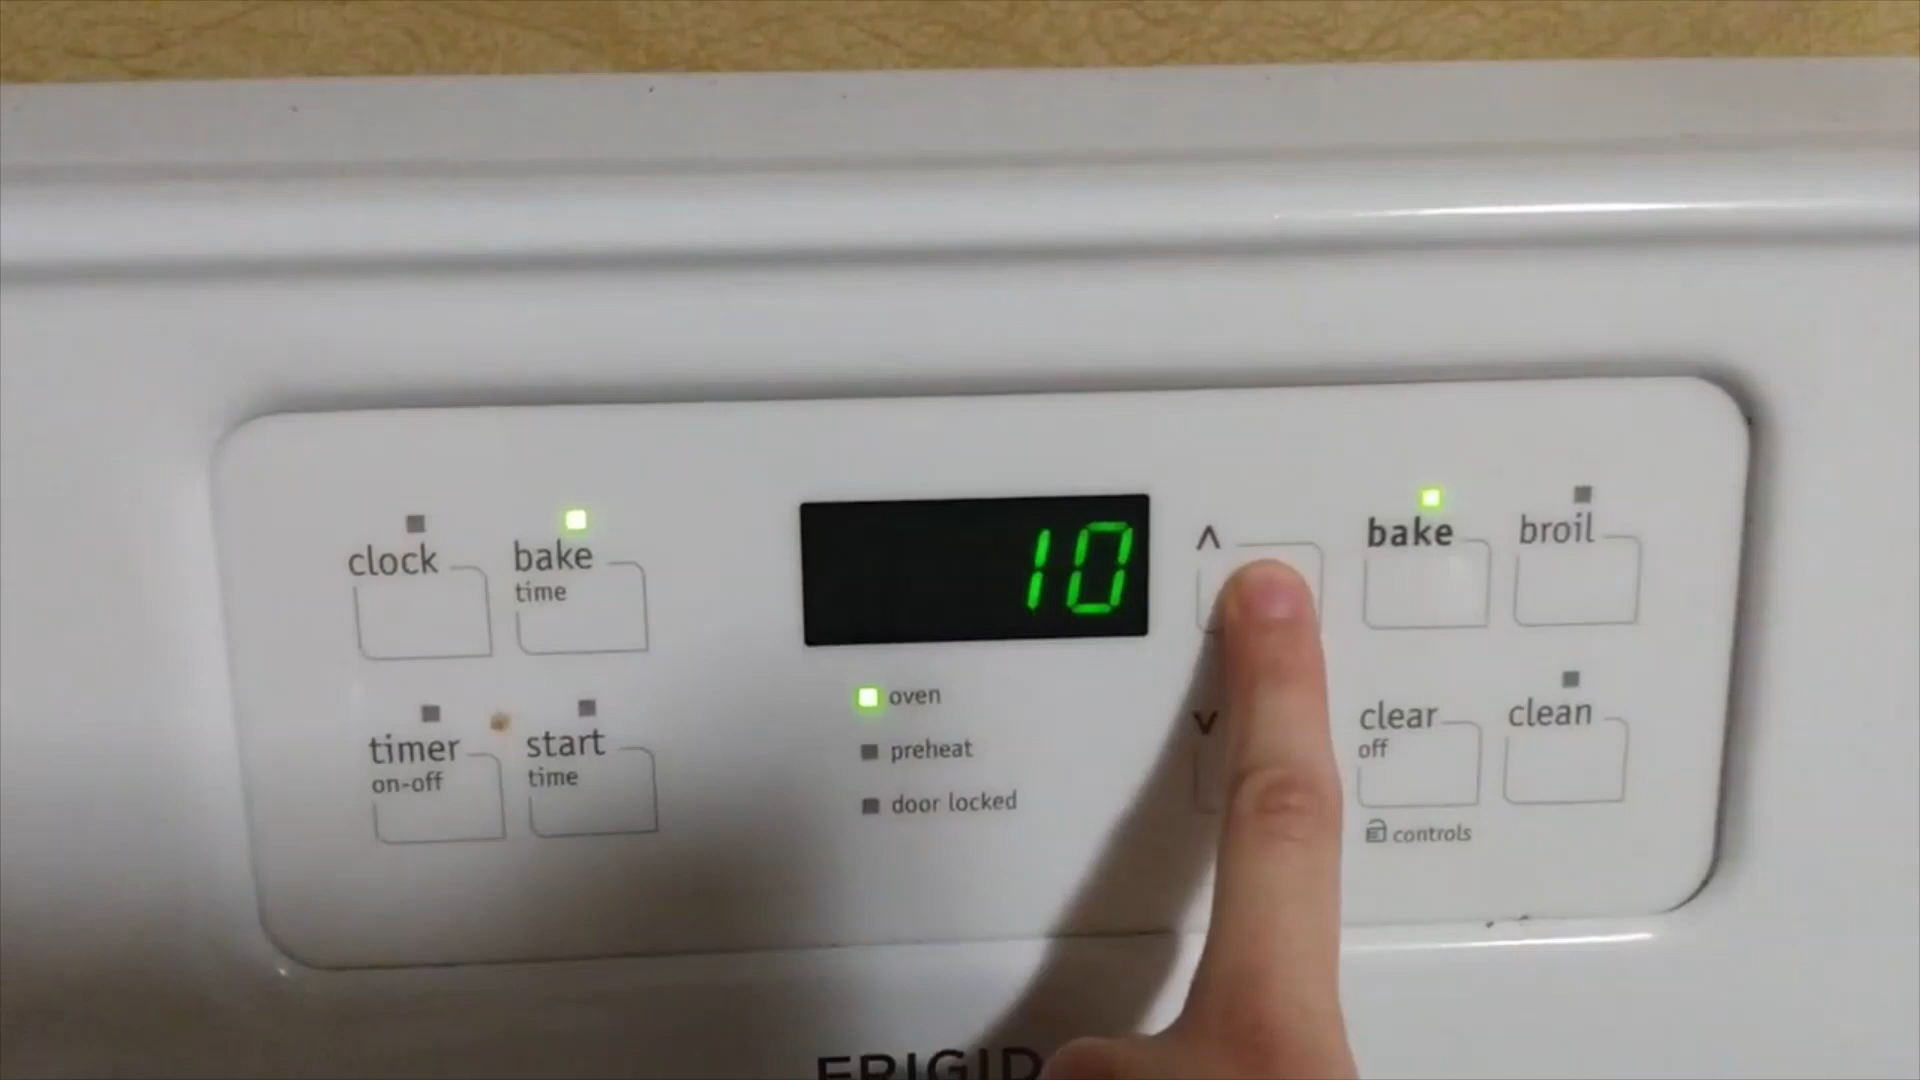 clock
bake
time
10
^
bake
broil
timer
on-off
start
time
oven
preheat
door locked
v
clear
off
clean
controls
FRIGID